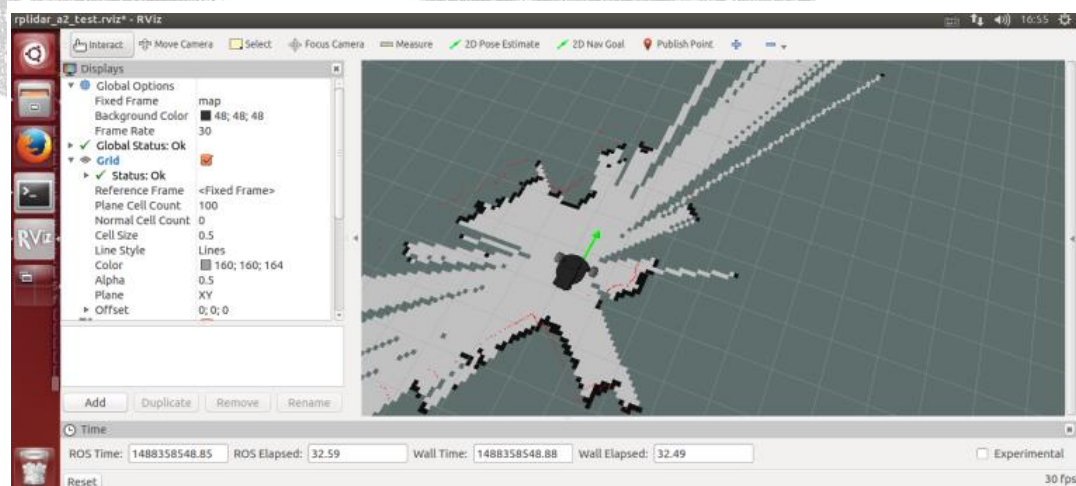 rplidar_a2_test.rviz* - RViz
16:55
Interact Move Camera Select Focus Camera Measure 2D Pose Estimate 2D Nav Goal Publish Point
Displays
Global Options
Fixed Frame map
Background Color 48; 48; 48
Frame Rate 30
Global Status: Ok
Grid
Status: Ok
Reference Frame <Fixed Frame>
Plane Cell Count 100
Normal Cell Count 0
Cell Size 0.5
Line Style Lines
Color 160; 160; 164
Alpha 0.5
Plane XY
Offset 0; 0; 0
RViz
Add Duplicate Remove Rename
Time
ROS Time: 1488358548.85 ROS Elapsed: 32.59 Wall Time: 1488358548.88 Wall Elapsed: 32.49 Experimental
Reset 30 fps